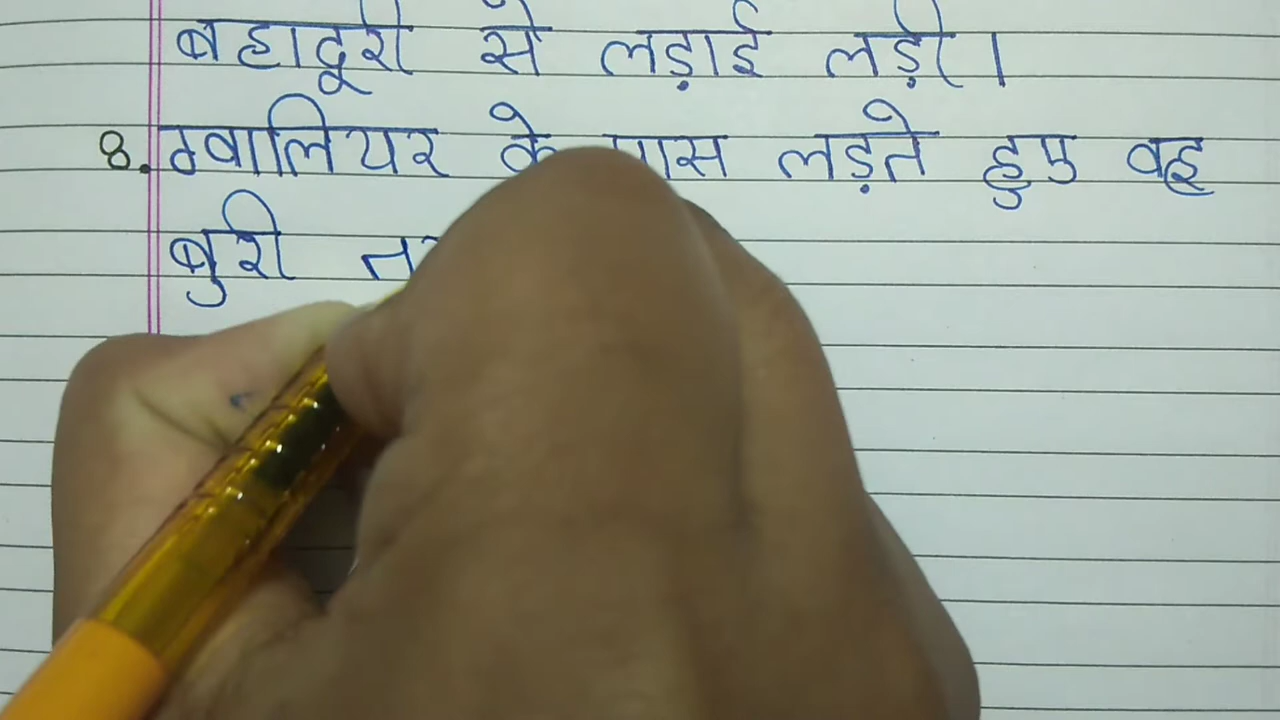 बहादूरी से लड़ाई लड़ी।
8. ग्वालियर के पास लड़ते हुए वह
बुरी